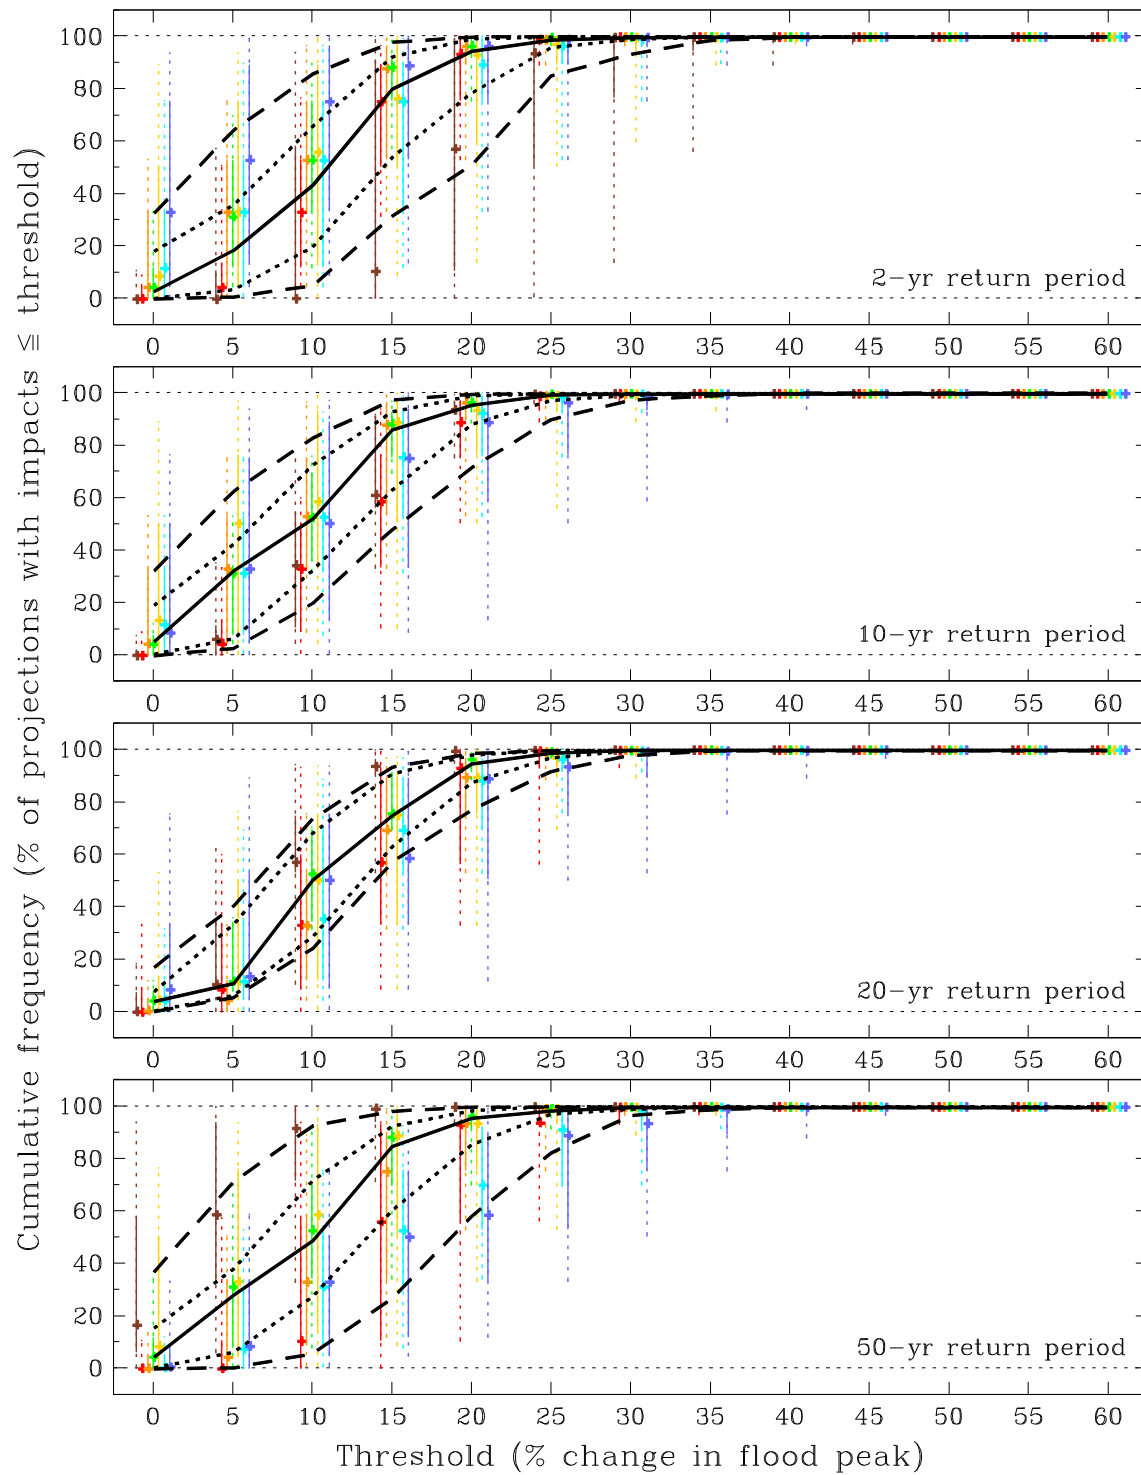 Cumulative frequency (% of projections with impacts ≦ threshold)
100
80
60
40
20
0
2-yr return period
0 5 10 15 20 25 30 35 40 45 50 55 60
100
80
60
40
20
0
10-yr return period
0 5 10 15 20 25 30 35 40 45 50 55 60
100
80
60
40
20
0
20-yr return period
0 5 10 15 20 25 30 35 40 45 50 55 60
100
80
60
40
20
0
50-yr return period
0 5 10 15 20 25 30 35 40 45 50 55 60
Threshold (% change in flood peak)